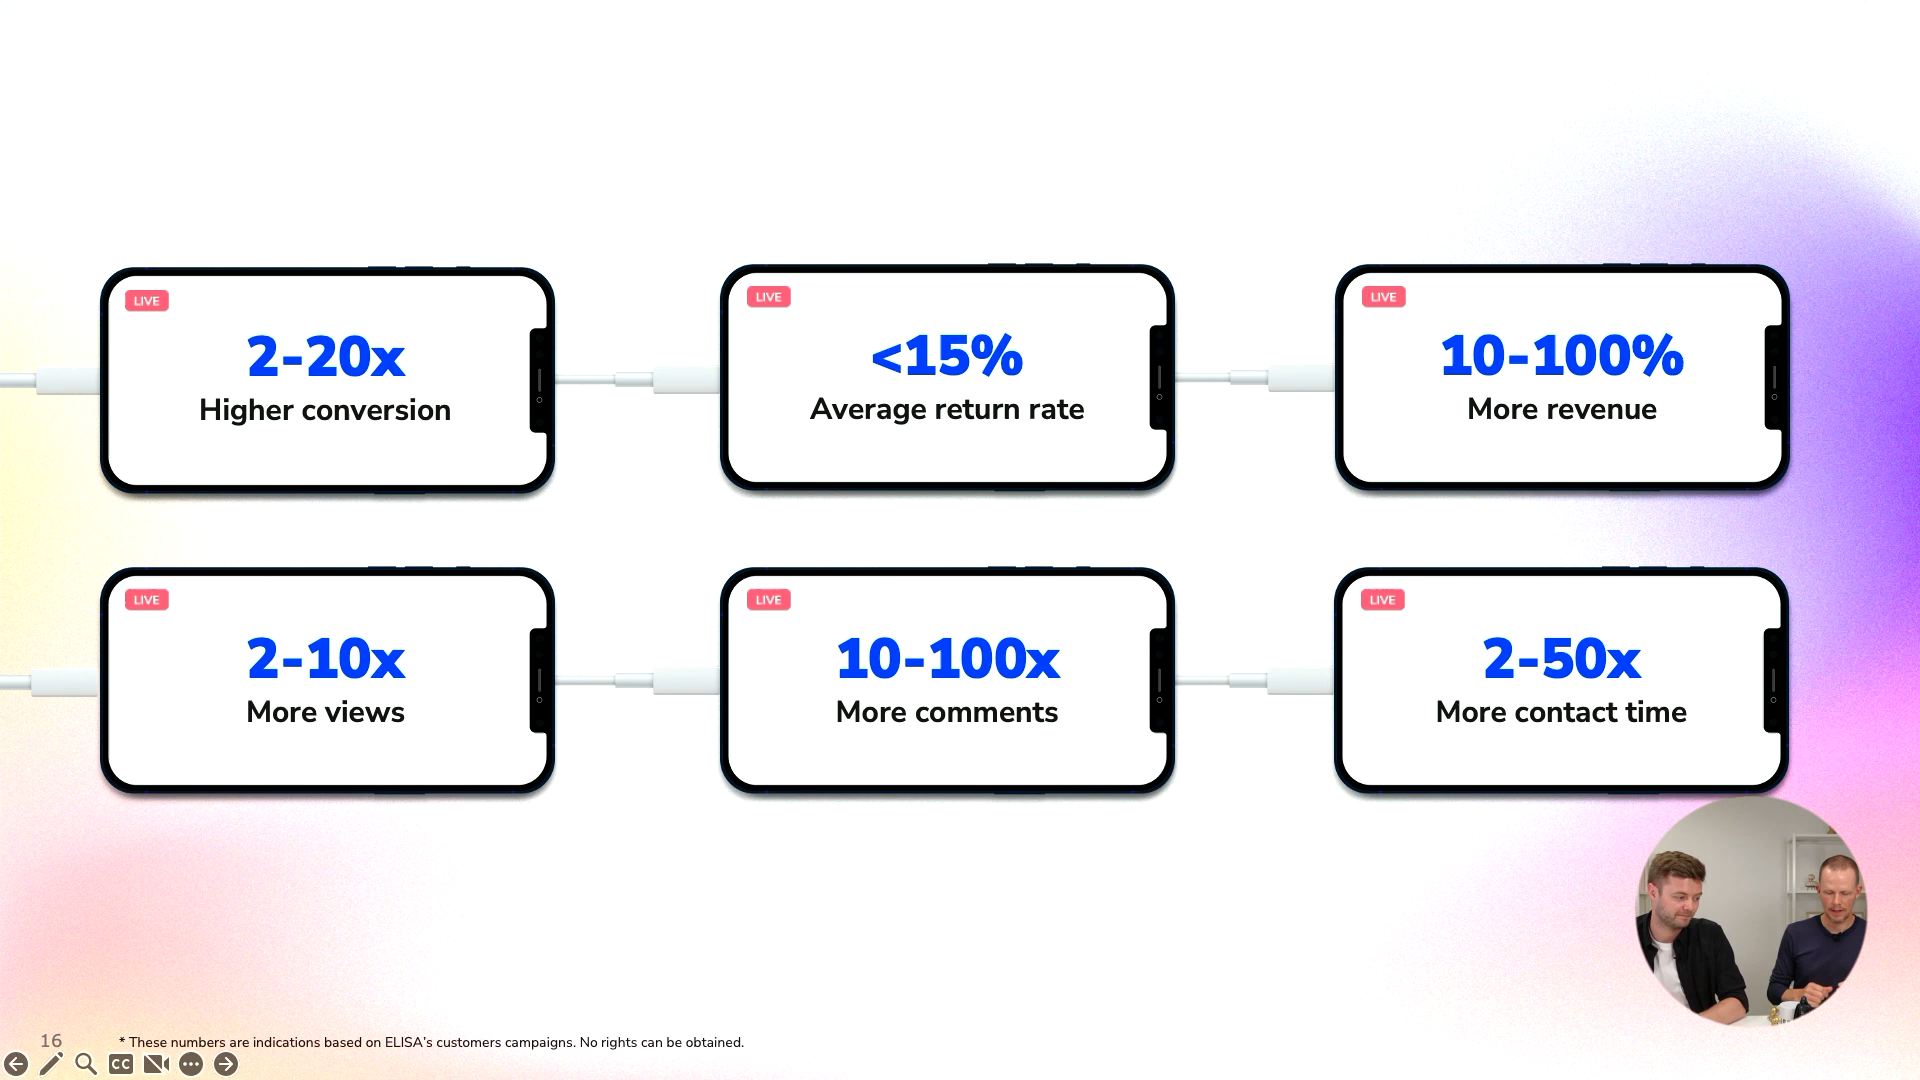 LIVE
2-20x
Higher conversion
LIVE
<15%
Average return rate
LIVE
10-100%
More revenue
LIVE
2-10x
More views
LIVE
10-100x
More comments
LIVE
2-50x
More contact time
16
* These numbers are indications based on ELISA's customers campaigns. No rights can be obtained.
CC